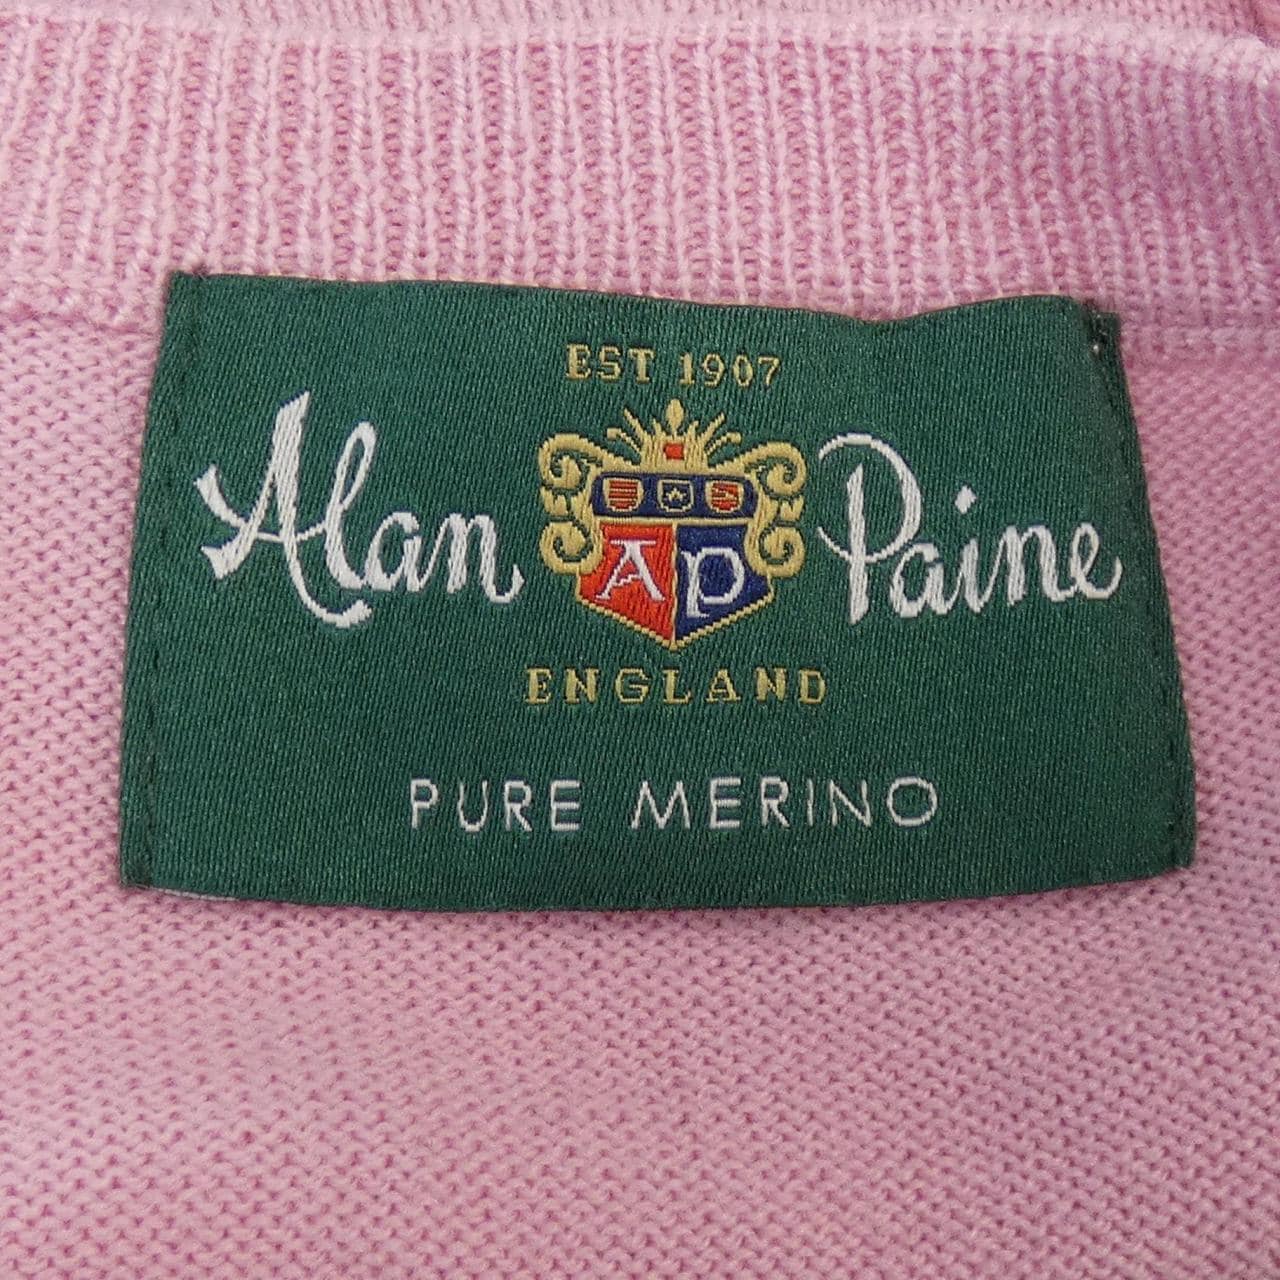 EST 1907
Alan Paine
AP
ENGLAND
PURE MERINO